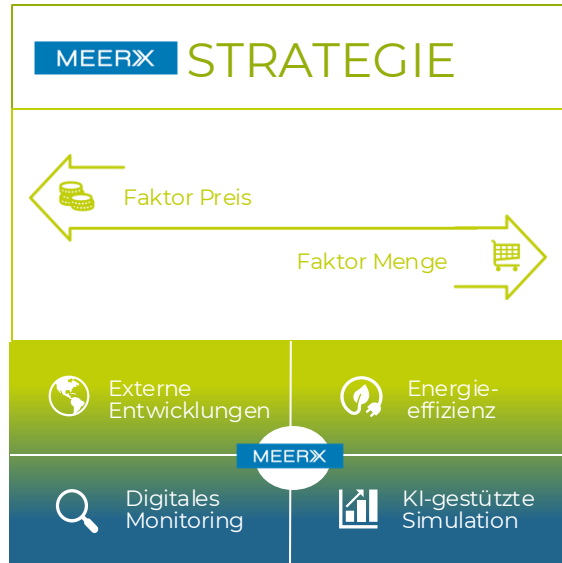 MEERX STRATEGIE
Faktor Preis
Faktor Menge
Externe
Entwicklungen
Energie-
effizienz
MEERX
Digitales
Monitoring
KI-gestützte
Simulation